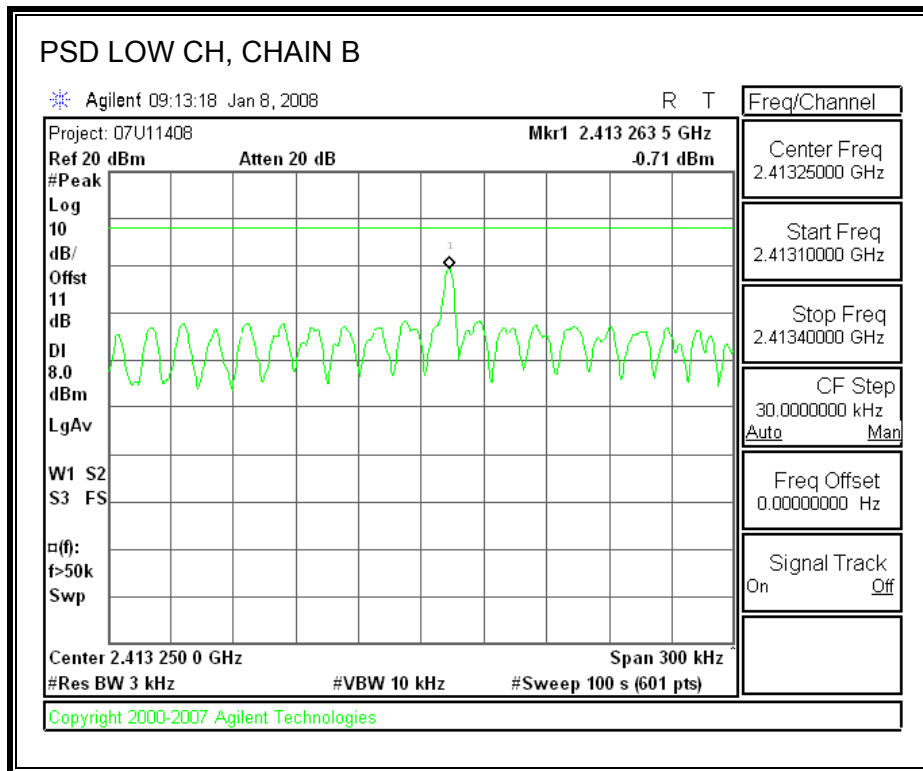 PSD LOW CH, CHAIN B
Agilent 09:13:18 Jan 8, 2008
R T
Project: 07U11408
Mkr1 2.413 263 5 GHz
Ref 20 dBm
Atten 20 dB
-0.71 dBm
#Peak
Log
10
dB/
Offst
11
dB
DI
8.0
dBm
LgAv
W1 S2
S3 FS
¤(f):
f>50k
Swp
1
Center 2.413 250 0 GHz
Span 300 kHz
#Res BW 3 kHz
#VBW 10 kHz
#Sweep 100 s (601 pts)
Copyright 2000-2007 Agilent Technologies
Freq/Channel
Center Freq
2.41325000 GHz
Start Freq
2.41310000 GHz
Stop Freq
2.41340000 GHz
CF Step
30.0000000 kHz
Auto Man
Freq Offset
0.00000000 Hz
Signal Track
On Off